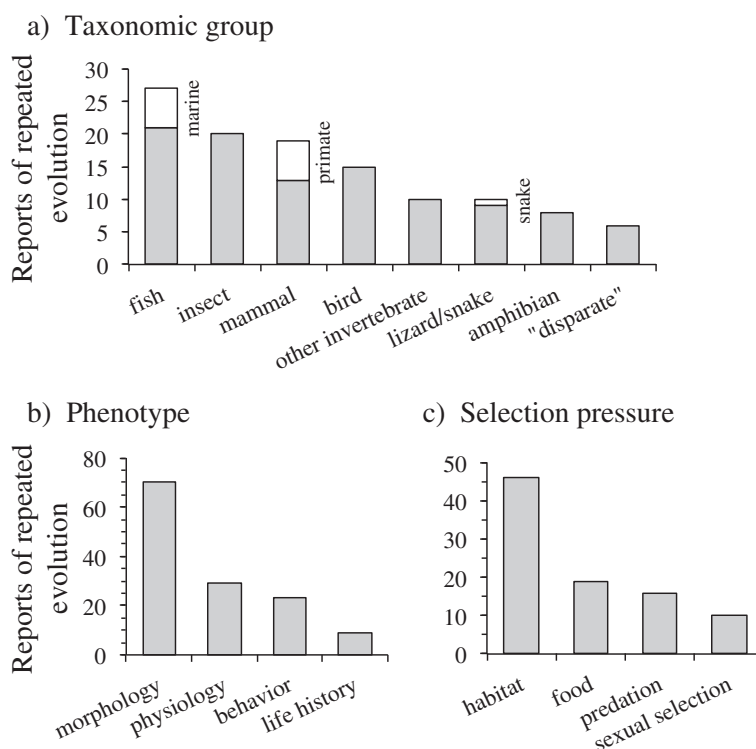 a) Taxonomic group
Reports of repeated
evolution
30
25
20
15
10
5
0
marine
primate
snake
fish
insect
mammal
bird
other invertebrate
lizard/snake
amphibian
"disparate"
b) Phenotype
Reports of repeated
evolution
80
60
40
20
0
morphology
physiology
behavior
life history
c) Selection pressure
50
40
30
20
10
0
habitat
food
predation
sexual selection